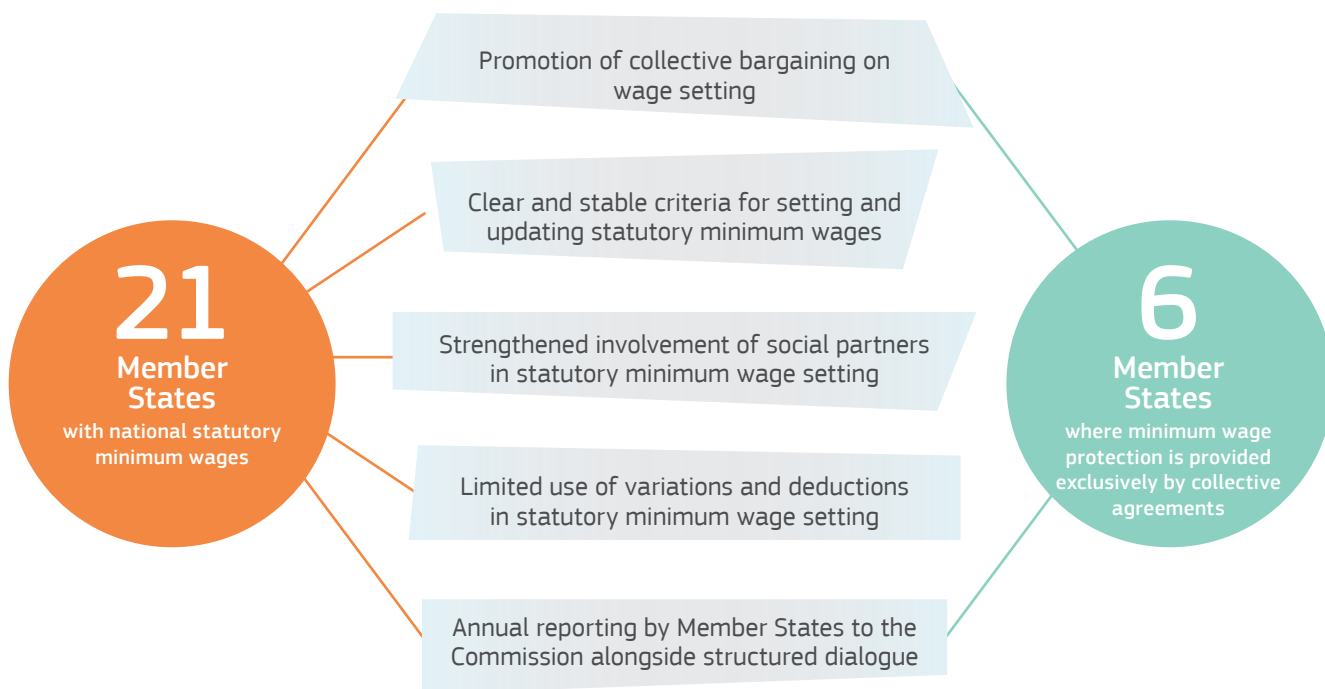 Promotion of collective bargaining on
wage setting
Clear and stable criteria for setting and
updating statutory minimum wages
21
Member
States
with national statutory
minimum wages
Strengthened involvement of social partners
in statutory minimum wage setting
6
Member
States
where minimum wage
protection is provided
exclusively by collective
agreements
Limited use of variations and deductions
in statutory minimum wage setting
Annual reporting by Member States to the
Commission alongside structured dialogue